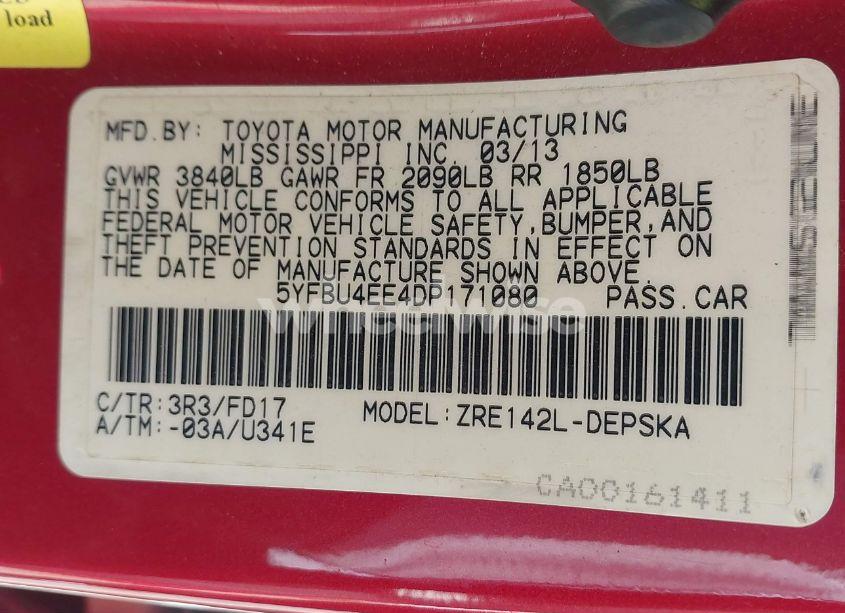 load
MFD.BY: TOYOTA MOTOR MANUFACTURING
MISSISSIPPI INC. 03/13
GVWR 3840LB GAWR FR 2090LB RR 1850LB
THIS VEHICLE CONFORMS TO ALL APPLICABLE
FEDERAL MOTOR VEHICLE SAFETY,BUMPER,AND
THEFT PREVENTION STANDARDS IN EFFECT ON
THE DATE OF MANUFACTURE SHOWN ABOVE.
5YFBU4EE4DP171080 PASS.CAR
wheelwise
C/TR:3R3/FD17 MODEL:ZRE142L-DEPSKA
A/TM:-03A/U341E
CA00161411